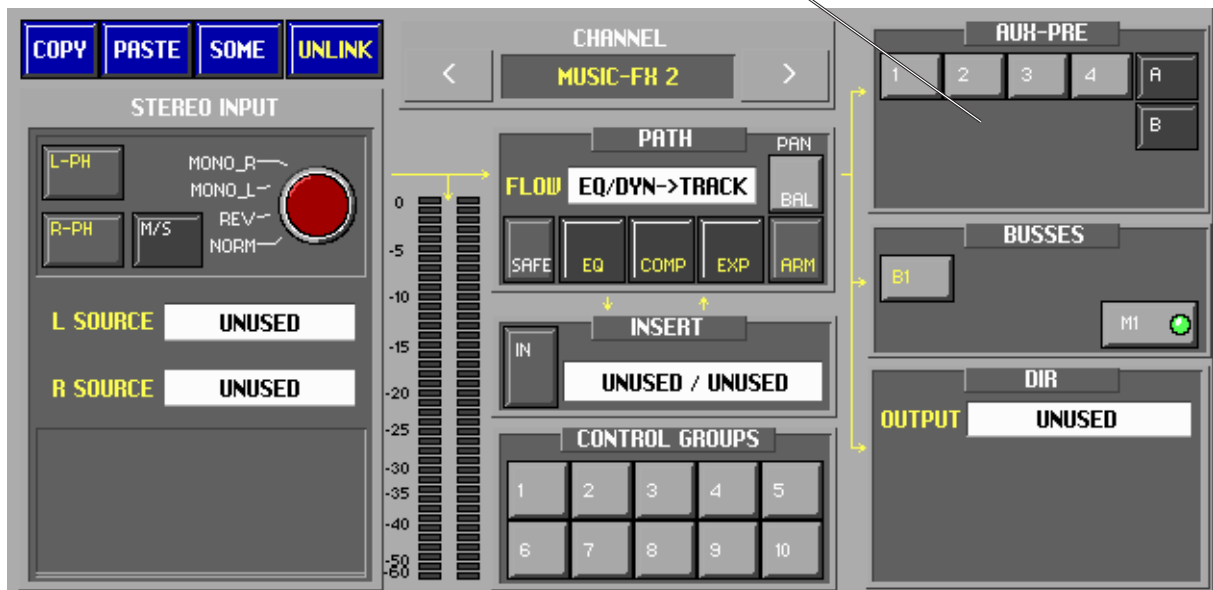 COPY PASTE SOME UNLINK
STEREO INPUT
L-PH
R-PH
M/S
MONO_R
MONO_L
REV
NORM
L SOURCE UNUSED
R SOURCE UNUSED
CHANNEL
< MUSIC-FX 2 >
0
-5
-10
-15
-20
-25
-30
-35
-40
-50
-60
PATH
PAN
FLOW EQ/DYN->TRACK
BAL
SAFE EQ COMP EXP ARM
INSERT
IN
UNUSED / UNUSED
CONTROL GROUPS
1 2 3 4 5
6 7 8 9 10
AUX-PRE
1 2 3 4 A
B
BUSSES
B1
M1
DIR
OUTPUT UNUSED